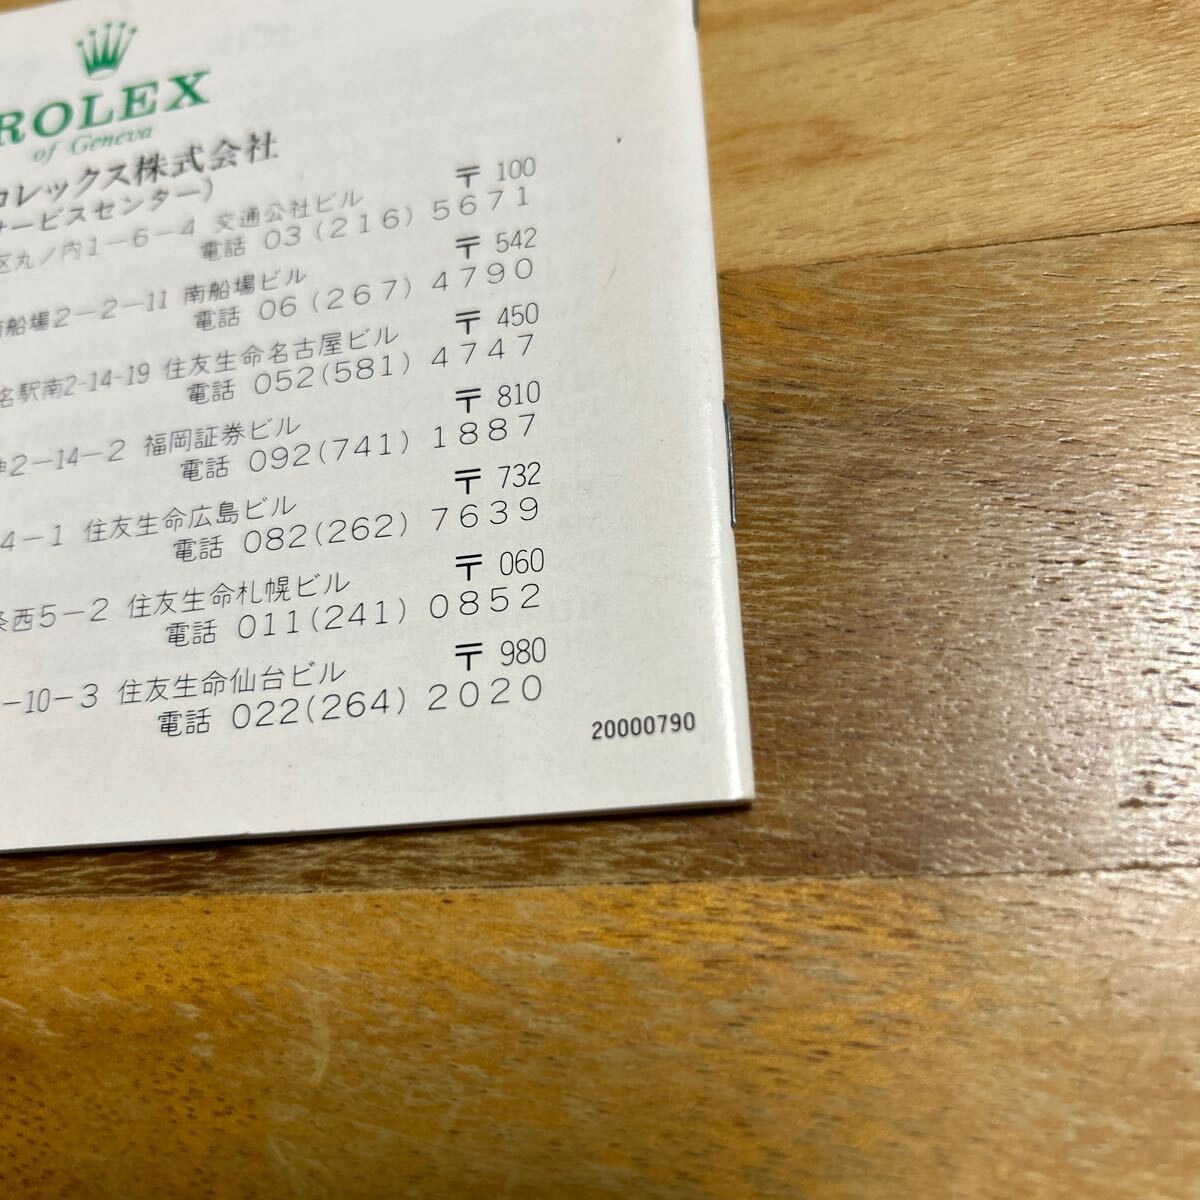 ROLEX
of Geneva
ロレックス株式会社
サービスセンター)
〒 100
区丸ノ内1-6-4 交通公社ビル
電話 03(216)5671
〒 542
南船場2-2-11 南船場ビル
電話 06(267)4790
〒 450
名駅南2-14-19 住友生命名古屋ビル
電話 052(581)4747
〒 810
神2-14-2 福岡証券ビル
電話 092(741)1887
〒 732
4-1 住友生命広島ビル
電話 082(262)7639
〒 060
条西5-2 住友生命札幌ビル
電話 011(241)0852
〒 980
-10-3 住友生命仙台ビル
電話 022(264)2020
20000790